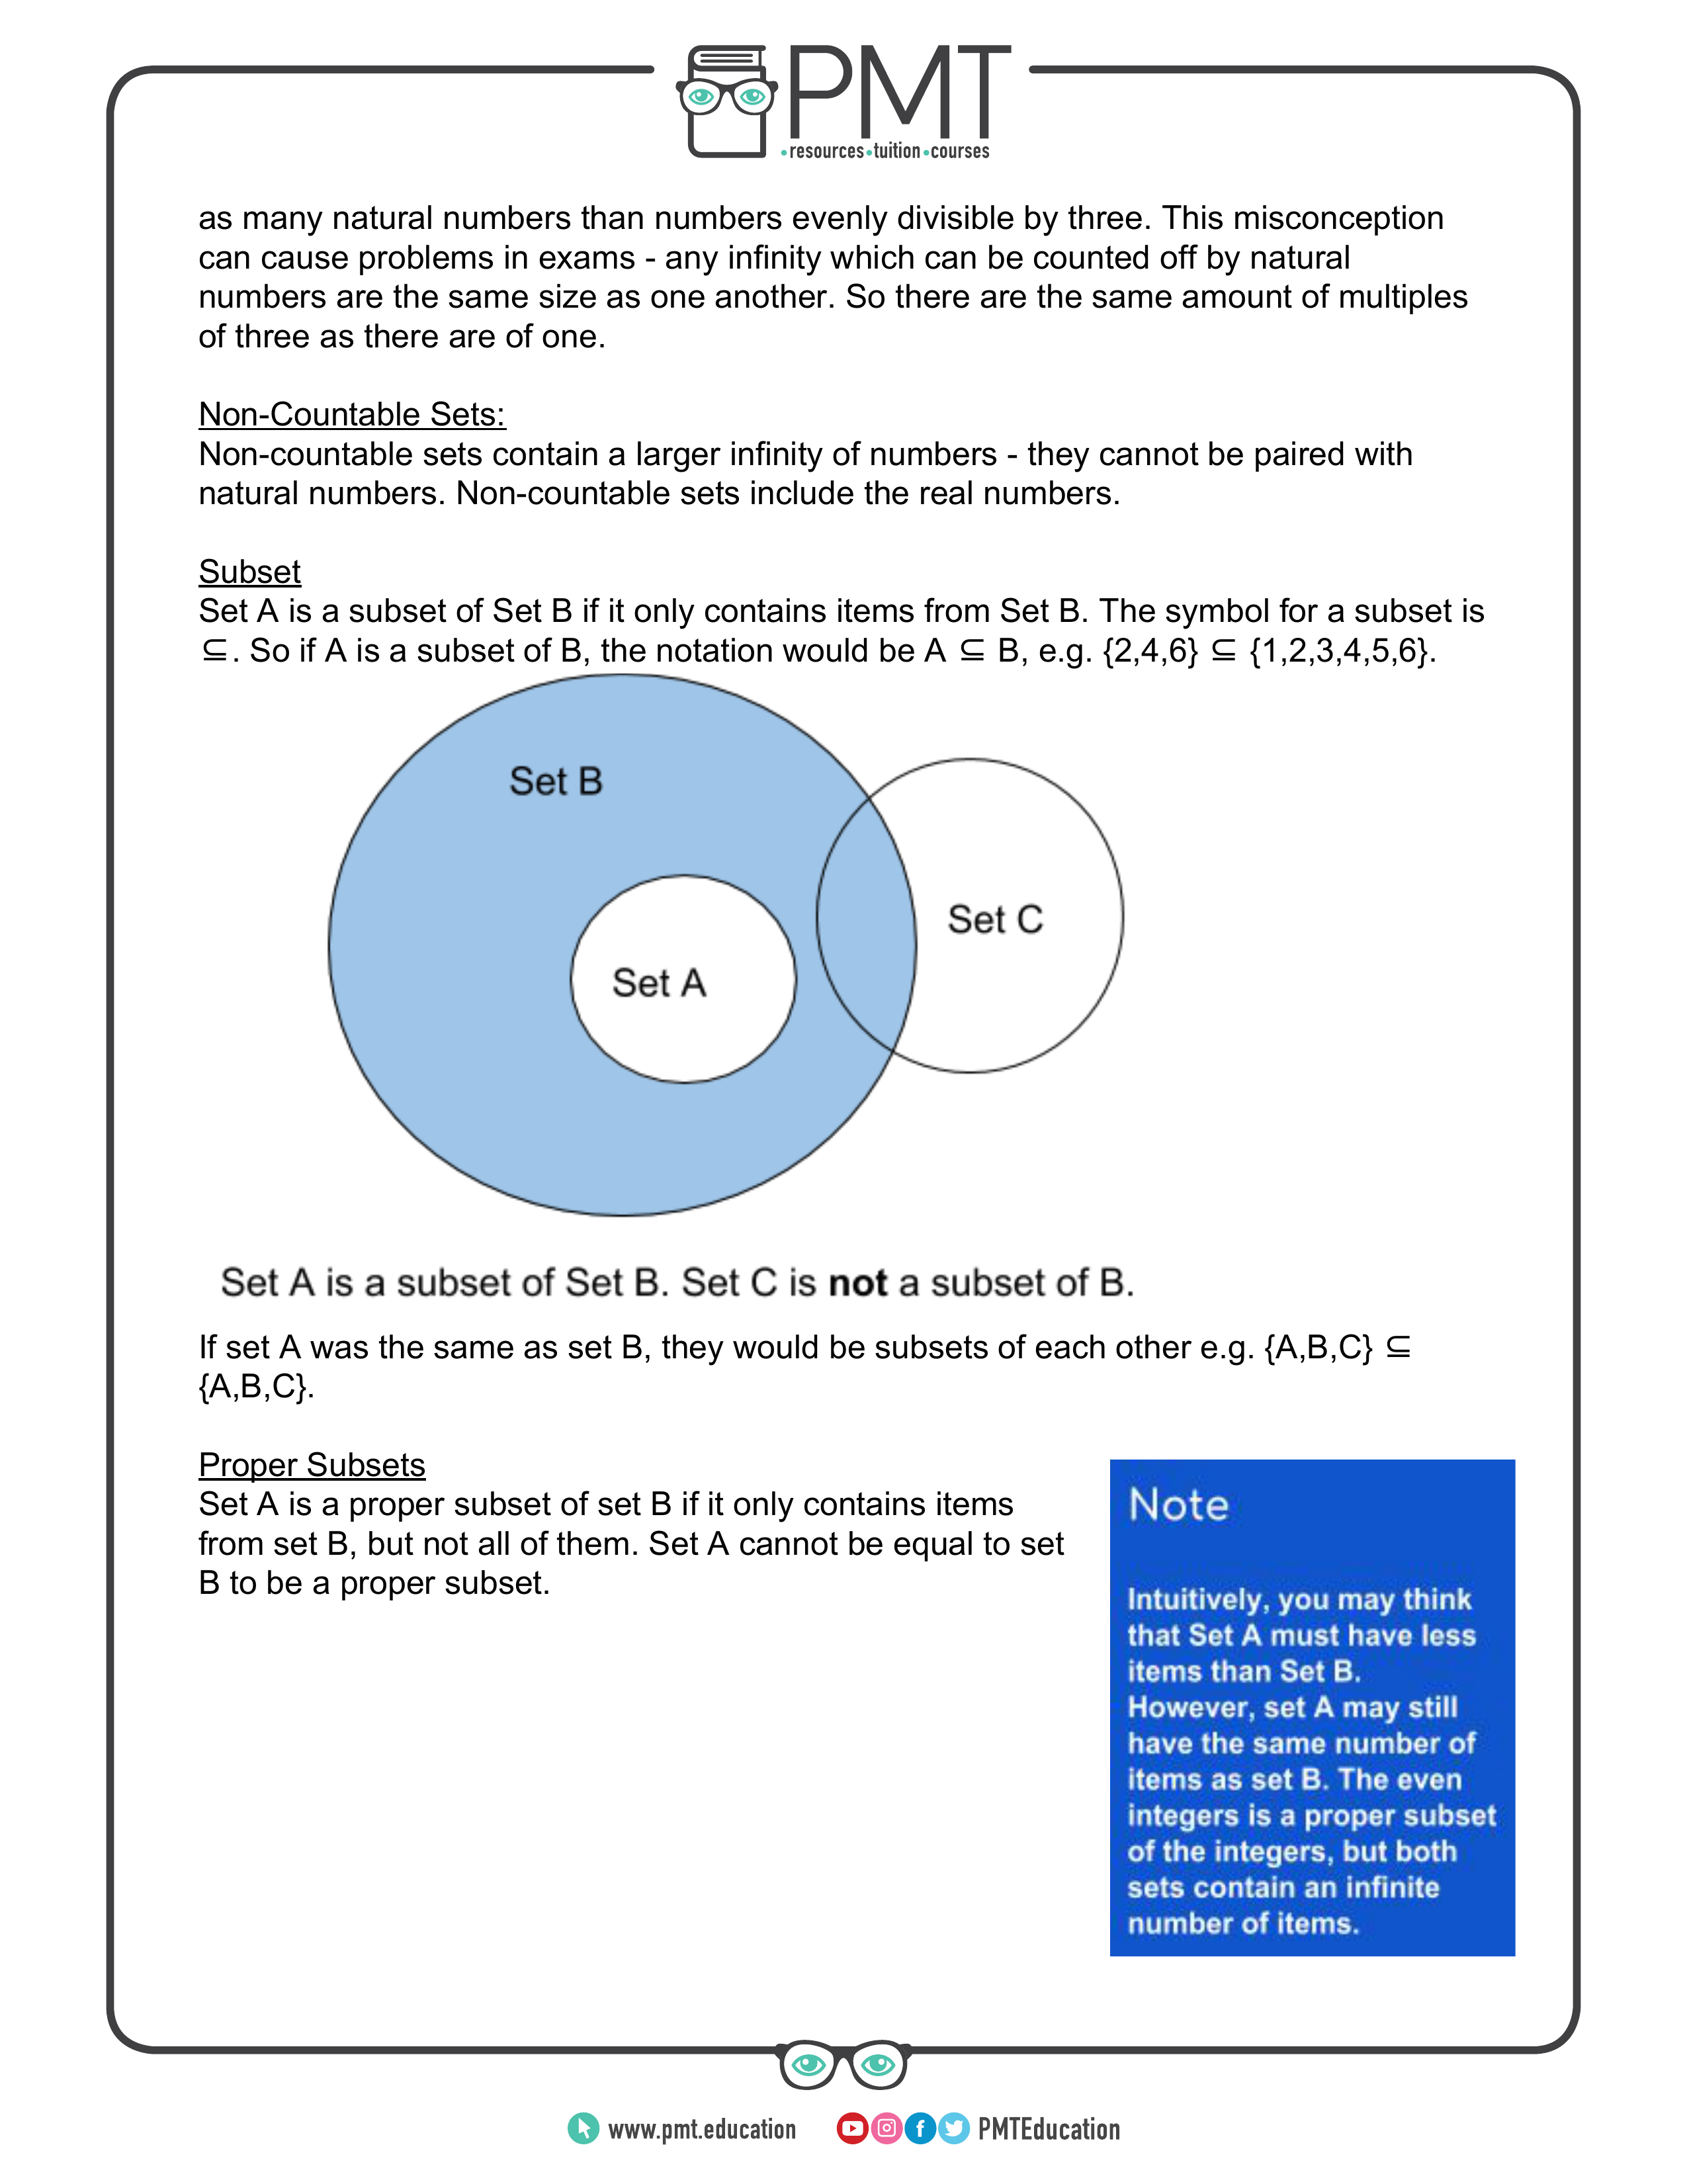 PMT
•resources•tuition•courses
as many natural numbers than numbers evenly divisible by three. This misconception
can cause problems in exams - any infinity which can be counted off by natural
numbers are the same size as one another. So there are the same amount of multiples
of three as there are of one.
Non-Countable Sets:
Non-countable sets contain a larger infinity of numbers - they cannot be paired with
natural numbers. Non-countable sets include the real numbers.
Subset
Set A is a subset of Set B if it only contains items from Set B. The symbol for a subset is
⊆. So if A is a subset of B, the notation would be A ⊆ B, e.g. {2,4,6} ⊆ {1,2,3,4,5,6}.
Set B
Set C
Set A
Set A is a subset of Set B. Set C is not a subset of B.
If set A was the same as set B, they would be subsets of each other e.g. {A,B,C} ⊆
{A,B,C}.
Proper Subsets
Set A is a proper subset of set B if it only contains items
from set B, but not all of them. Set A cannot be equal to set
B to be a proper subset.
Note
Intuitively, you may think
that Set A must have less
items than Set B.
However, set A may still
have the same number of
items as set B. The even
integers is a proper subset
of the integers, but both
sets contain an infinite
number of items.
www.pmt.education
PMTEducation